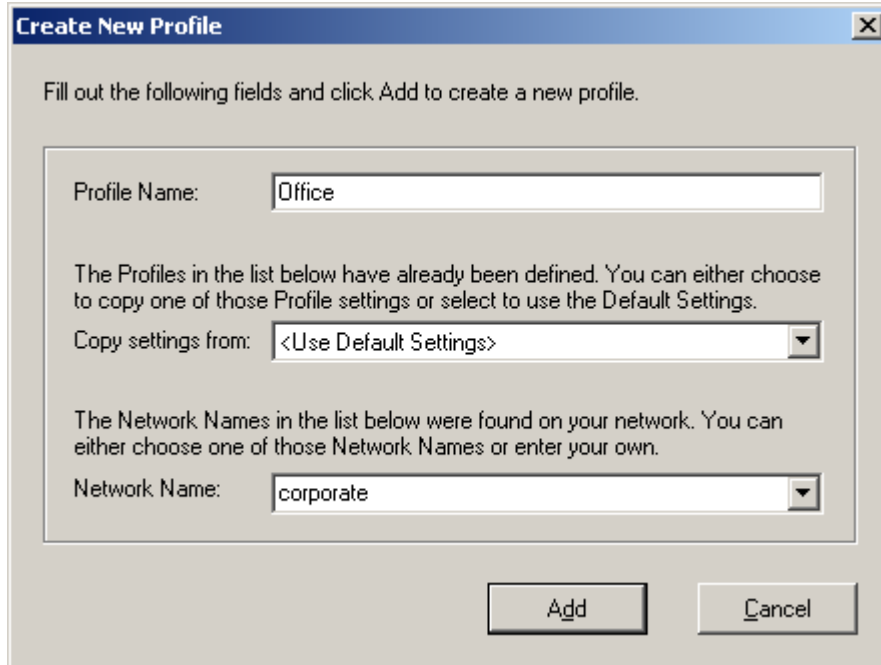 Create New Profile
Fill out the following fields and click Add to create a new profile.
Profile Name:
Office
The Profiles in the list below have already been defined. You can either choose
to copy one of those Profile settings or select to use the Default Settings.
Copy settings from:
<Use Default Settings>
The Network Names in the list below were found on your network. You can
either choose one of those Network Names or enter your own.
Network Name:
corporate
Add
Cancel